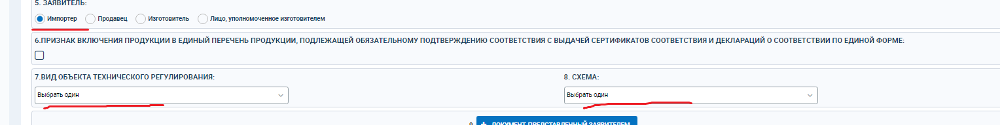 5. ЗАЯВИТЕЛЬ:
Импортер Продавец Изготовитель Лицо, уполномоченное изготовителем
6.ПРИЗНАК ВКЛЮЧЕНИЯ ПРОДУКЦИИ В ЕДИНЫЙ ПЕРЕЧЕНЬ ПРОДУКЦИИ, ПОДЛЕЖАЩЕЙ ОБЯЗАТЕЛЬНОМУ ПОДТВЕРЖДЕНИЮ СООТВЕТСТВИЯ С ВЫДАЧЕЙ СЕРТИФИКАТОВ СООТВЕТСТВИЯ И ДЕКЛАРАЦИЙ О СООТВЕТСТВИИ ПО ЕДИНОЙ ФОРМЕ:
7.ВИД ОБЪЕКТА ТЕХНИЧЕСКОГО РЕГУЛИРОВАНИЯ: 8. СХЕМА:
Выбрать один Выбрать один
9. + ДОКУМЕНТ ПРЕДСТАВЛЕННЫЙ ЗАЯВИТЕЛЕМ